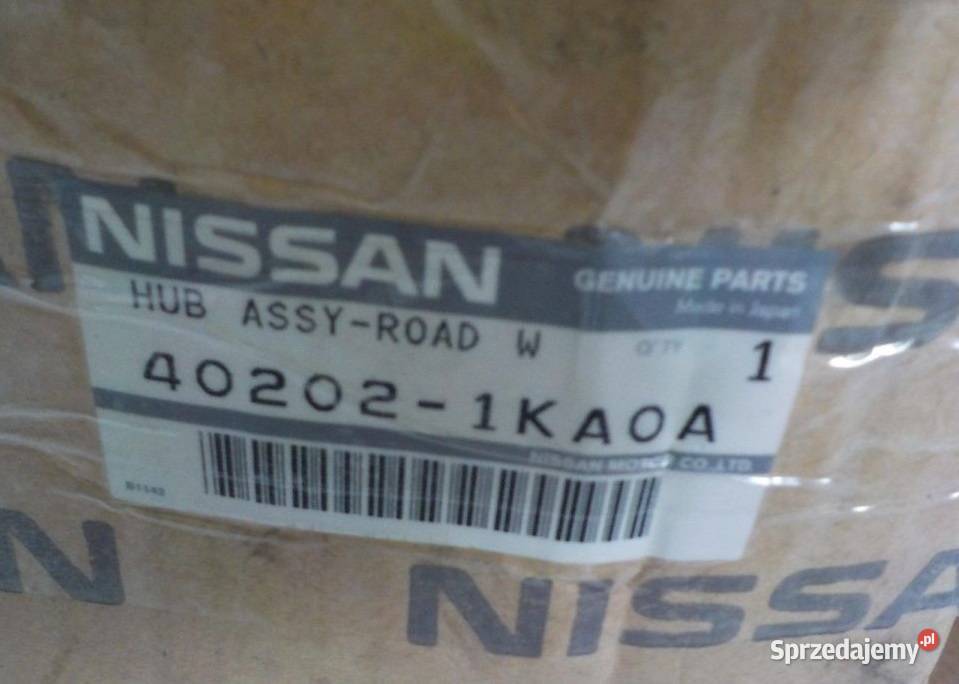 NISSAN
GENUINE PARTS
Made in Japan
HUB ASSY-ROAD W
Q'TY 1
40202-1KA0A
NISSAN MOTOR CO.,LTD.
N
NISSA
Sprzedajemy.pl